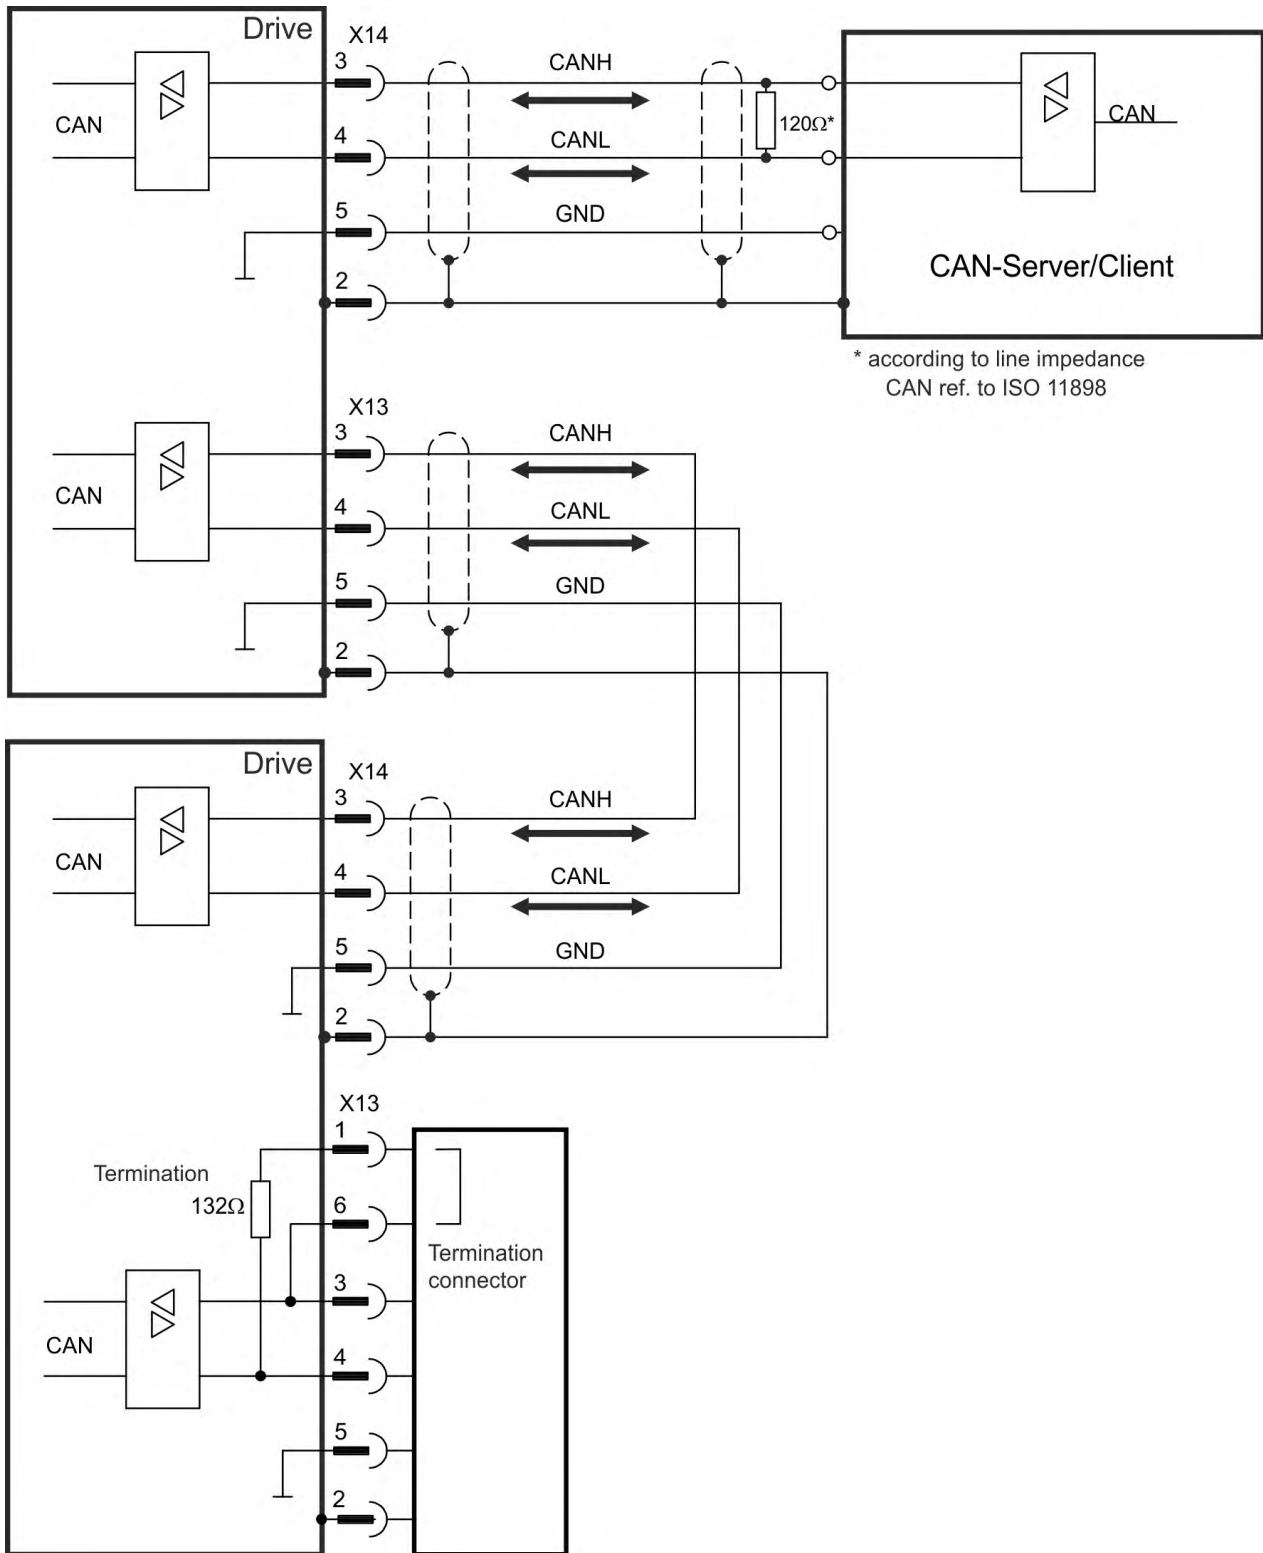 Drive
X14
3
CANH
CAN
120Ω*
CAN
4
CANL
5
GND
CAN-Server/Client
2
* according to line impedance
CAN ref. to ISO 11898
X13
3
CANH
CAN
4
CANL
5
GND
2
Drive
X14
3
CANH
CAN
4
CANL
5
GND
2
X13
1
Termination
132Ω
6
Termination
connector
3
CAN
4
5
2